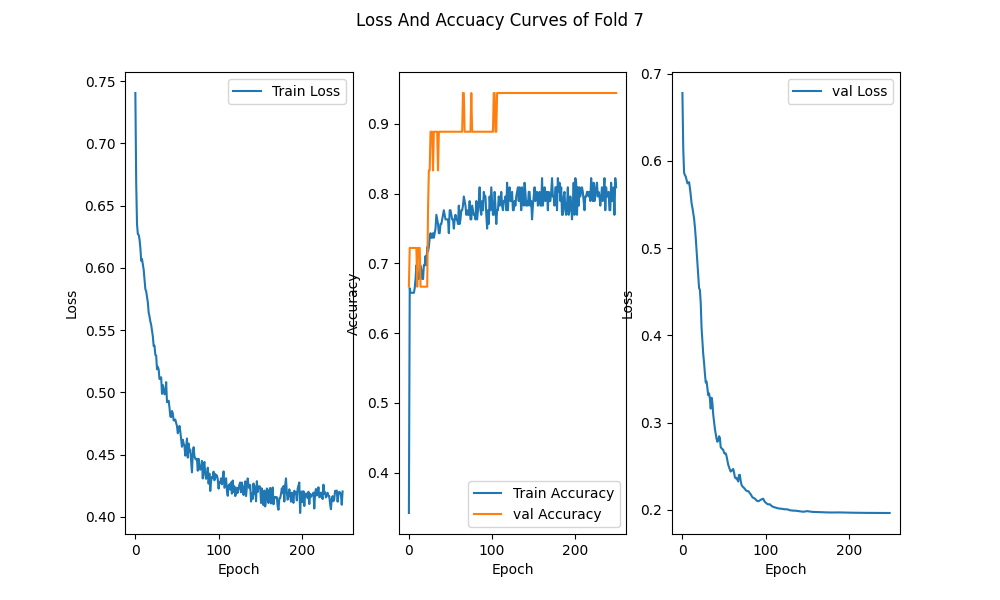 Loss And Accuacy Curves of Fold 7
Train Loss
0.75
0.70
0.65
0.60
0.55
0.50
0.45
0.40
Loss
0
100
200
Epoch
Train Accuracy
val Accuracy
0.9
0.8
0.7
0.6
0.5
0.4
Accuracy
0
100
200
Epoch
val Loss
0.7
0.6
0.5
0.4
0.3
0.2
Loss
0
100
200
Epoch